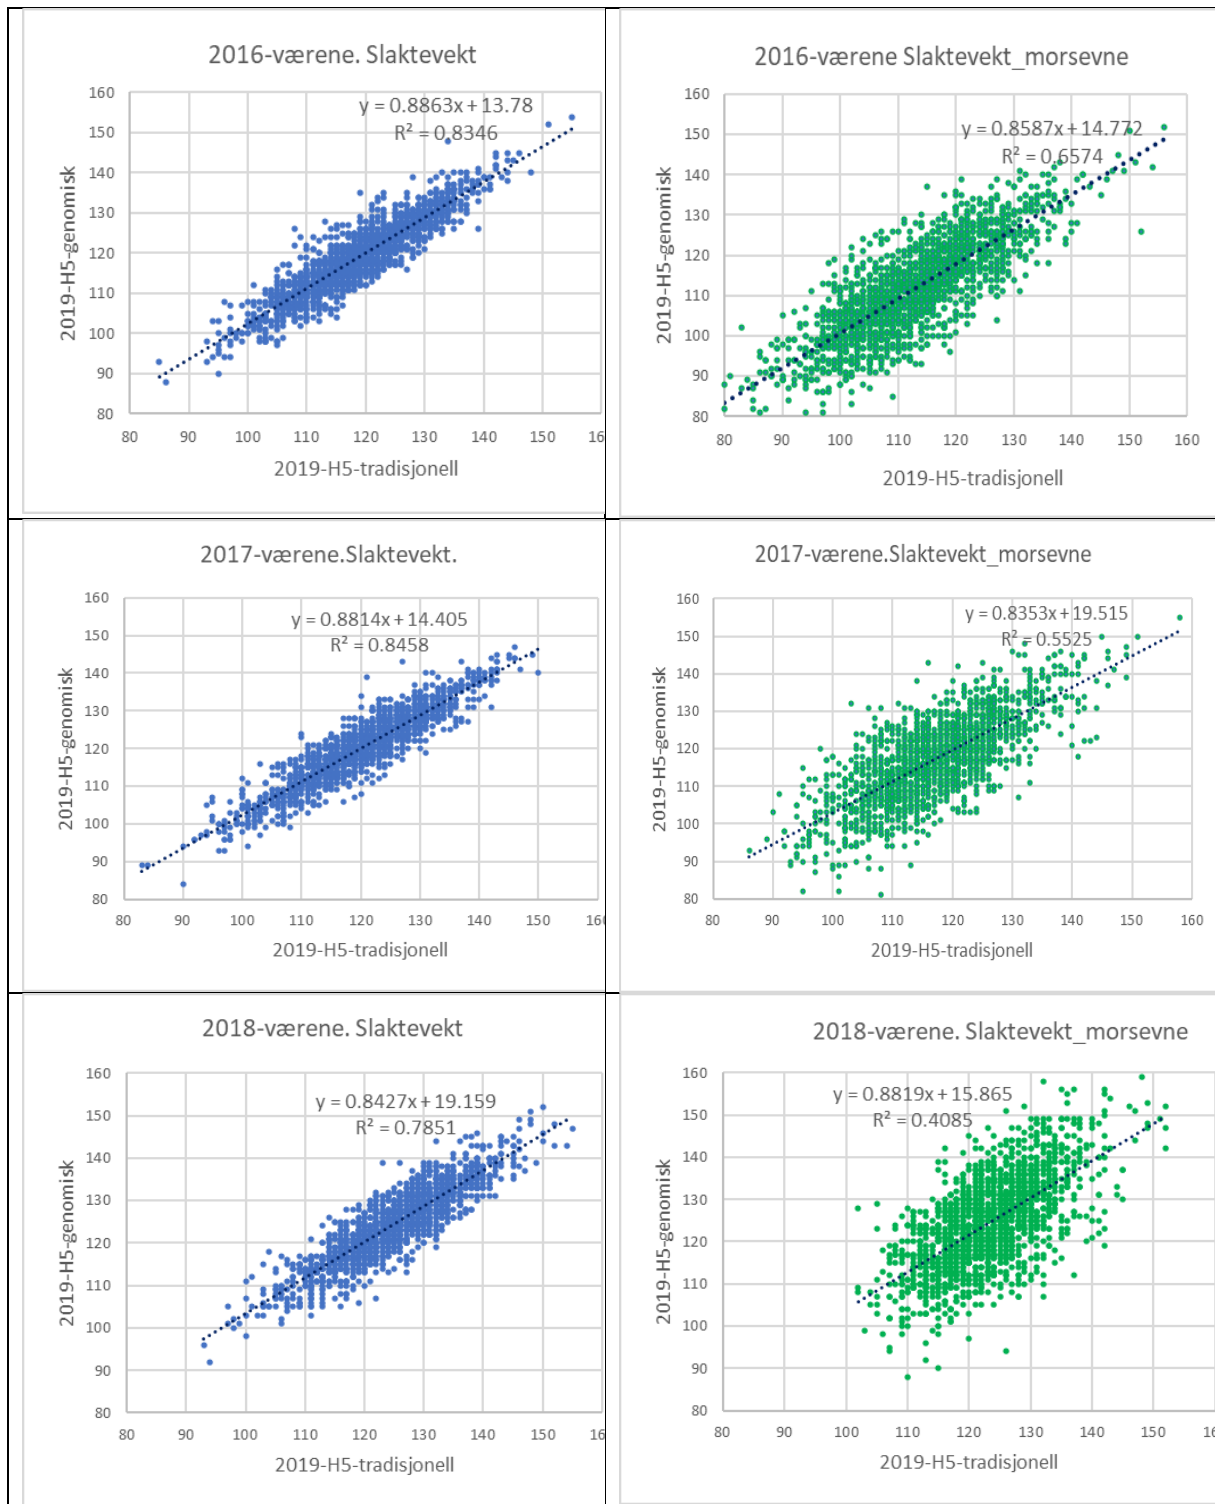 2016-værene. Slaktevekt
y = 0.8863x + 13.78
R² = 0.8346
160
150
140
130
120
110
100
90
80
2019-H5-genomisk
80 90 100 110 120 130 140 150 16
2019-H5-tradisjonell
2016-værene Slaktevekt_morsevne
y = 0.8587x + 14.772
R² = 0.6574
160
150
140
130
120
110
100
90
80
2019-H5-genomisk
80 90 100 110 120 130 140 150 160
2019-H5-tradisjonell
2017-værene.Slaktevekt.
y = 0.8814x + 14.405
R² = 0.8458
160
150
140
130
120
110
100
90
80
2019-H5-genomisk
80 90 100 110 120 130 140 150 16
2019-H5-tradisjonell
2017-værene.Slaktevekt_morsevne
y = 0.8353x + 19.515
R² = 0.5525
160
150
140
130
120
110
100
90
80
2019-H5-genomisk
80 90 100 110 120 130 140 150 160
2019-H5-tradisjonell
2018-værene. Slaktevekt
y = 0.8427x + 19.159
R² = 0.7851
160
150
140
130
120
110
100
90
80
2019-H5-genomisk
80 90 100 110 120 130 140 150 16
2019-H5-tradisjonell
2018-værene. Slaktevekt_morsevne
y = 0.8819x + 15.865
R² = 0.4085
160
150
140
130
120
110
100
90
80
2019-H5-genomisk
80 90 100 110 120 130 140 150 16
2019-H5-tradisjonell